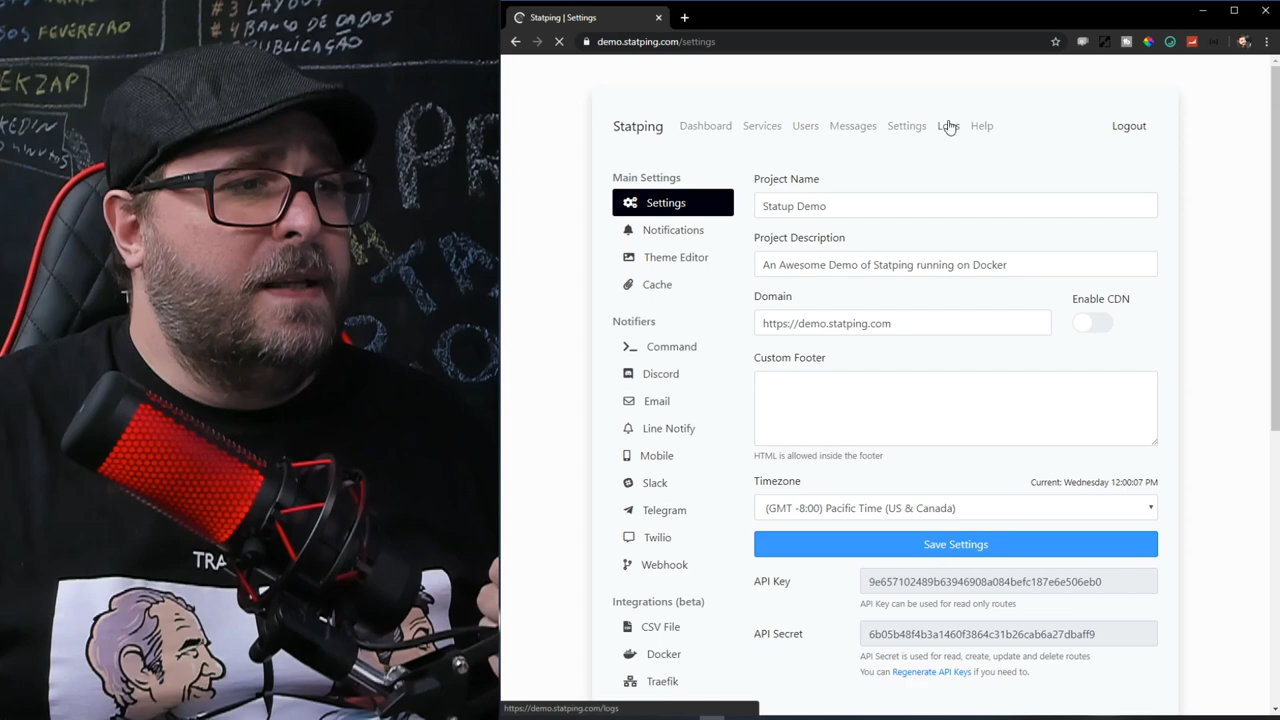 #3 LAYOUT
#4 BANCO DE DADOS
FEVEREIRO
Statping | Settings
demo.statping.com/settings
Statping Dashboard Services Users Messages Settings Help Logout
Main Settings
Settings
Notifications
Theme Editor
Cache
Notifiers
Command
Discord
Email
Line Notify
Mobile
Slack
Telegram
Twilio
Webhook
Integrations (beta)
CSV File
Docker
Traefik
Project Name
Statup Demo
Project Description
An Awesome Demo of Statping running on Docker
Domain
Enable CDN
https://demo.statping.com
Custom Footer
HTML is allowed inside the footer
Timezone
Current: Wednesday 12:00:07 PM
(GMT -8:00) Pacific Time (US & Canada)
Save Settings
API Key
9e657102489b63946908a084befc187e6e506eb0
API Key can be used for read only routes
API Secret
6b05b48f4b3a1460f3864c31b26cab6a27dbaff9
API Secret is used for read, create, update and delete routes
You can Regenerate API Keys if you need to.
https://demo.statping.com/logs